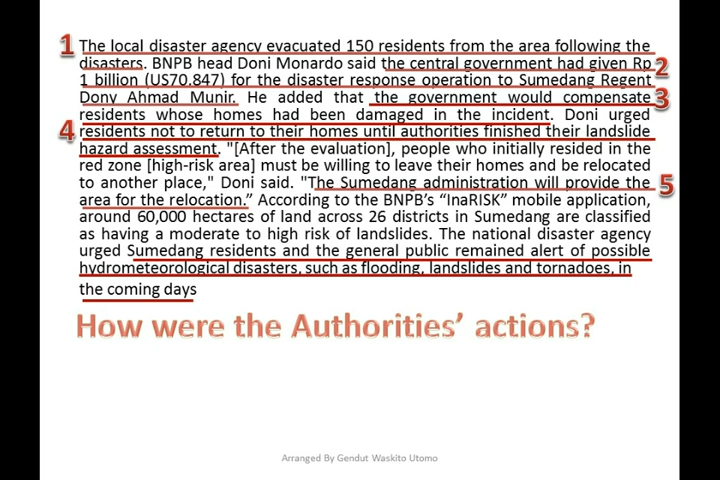 1 The local disaster agency evacuated 150 residents from the area following the
disasters. BNPB head Doni Monardo said the central government had given Rp 2
1 billion (US70,847) for the disaster response operation to Sumedang Regent
Dony Ahmad Munir. He added that the government would compensate 3
residents whose homes had been damaged in the incident. Doni urged
4 residents not to return to their homes until authorities finished their landslide
hazard assessment. "[After the evaluation], people who initially resided in the
red zone [high-risk area] must be willing to leave their homes and be relocated
to another place," Doni said. "The Sumedang administration will provide the 5
area for the relocation.” According to the BNPB’s “InaRISK” mobile application,
around 60,000 hectares of land across 26 districts in Sumedang are classified
as having a moderate to high risk of landslides. The national disaster agency
urged Sumedang residents and the general public remained alert of possible
hydrometeorological disasters, such as flooding, landslides and tornadoes, in
the coming days
How were the Authorities’ actions?
Arranged By Gendut Waskito Utomo